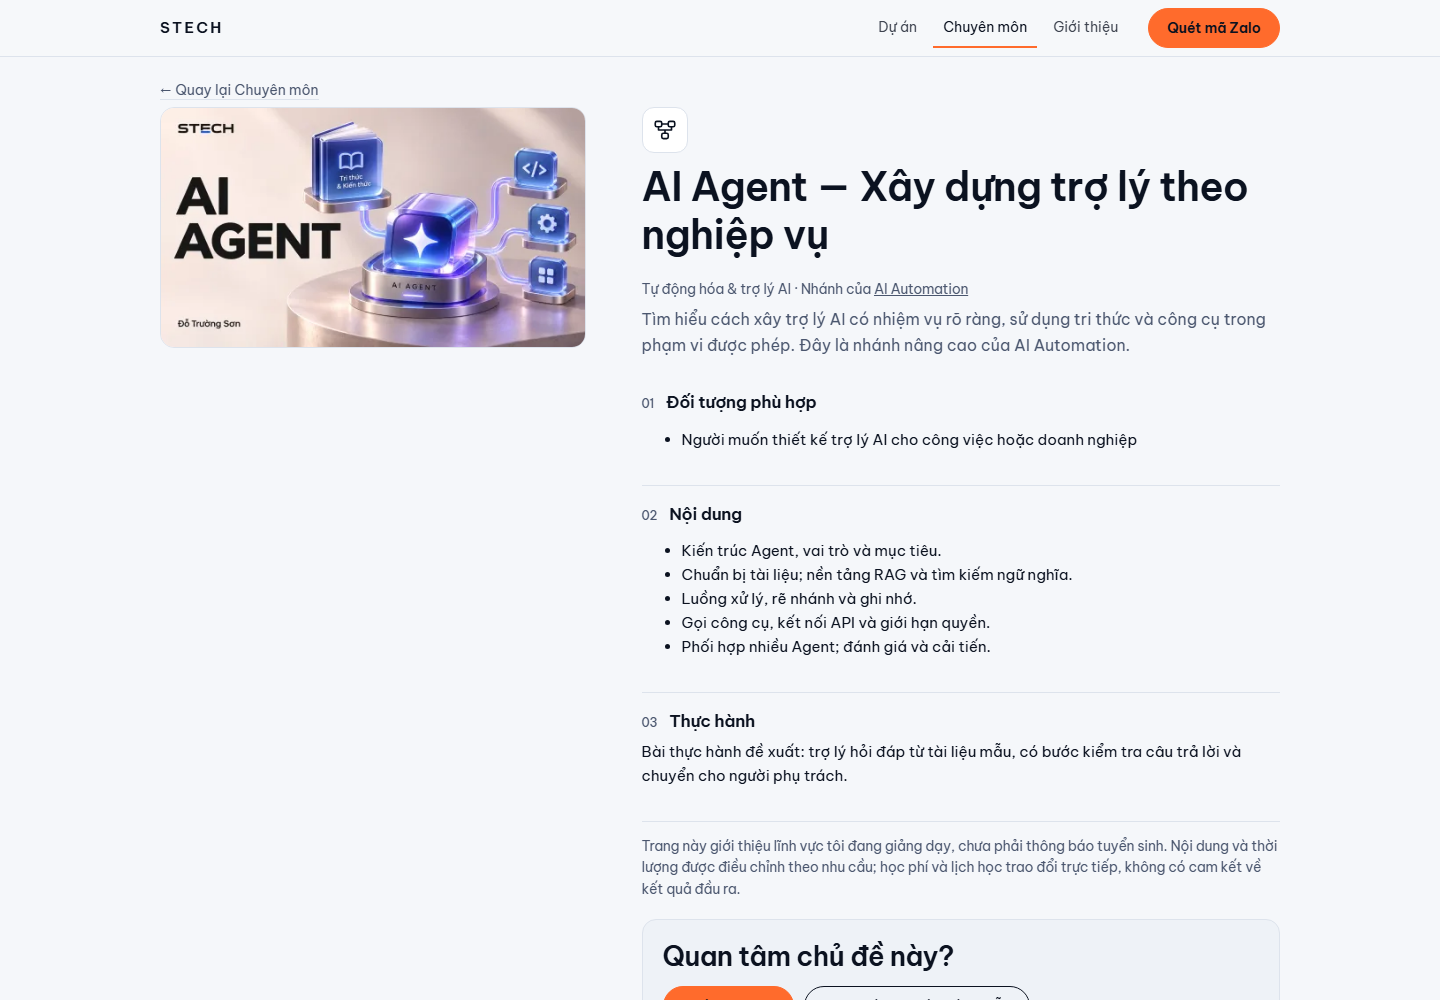 STECH
Dự án
Chuyên môn
Giới thiệu
Quét mã Zalo
← Quay lại Chuyên môn
STECH
AI
AGENT
Tri thức
& Kiến thức
AI AGENT
Đỗ Trường Sơn
AI Agent — Xây dựng trợ lý theo
nghiệp vụ
Tự động hóa & trợ lý AI · Nhánh của AI Automation
Tìm hiểu cách xây trợ lý AI có nhiệm vụ rõ ràng, sử dụng tri thức và công cụ trong
phạm vi được phép. Đây là nhánh nâng cao của AI Automation.
01 Đối tượng phù hợp
• Người muốn thiết kế trợ lý AI cho công việc hoặc doanh nghiệp
02 Nội dung
• Kiến trúc Agent, vai trò và mục tiêu.
• Chuẩn bị tài liệu; nền tảng RAG và tìm kiếm ngữ nghĩa.
• Luồng xử lý, rẽ nhánh và ghi nhớ.
• Gọi công cụ, kết nối API và giới hạn quyền.
• Phối hợp nhiều Agent; đánh giá và cải tiến.
03 Thực hành
Bài thực hành đề xuất: trợ lý hỏi đáp từ tài liệu mẫu, có bước kiểm tra câu trả lời và
chuyển cho người phụ trách.
Trang này giới thiệu lĩnh vực tôi đang giảng dạy, chưa phải thông báo tuyển sinh. Nội dung và thời
lượng được điều chỉnh theo nhu cầu; học phí và lịch học trao đổi trực tiếp, không có cam kết về
kết quả đầu ra.
Quan tâm chủ đề này?